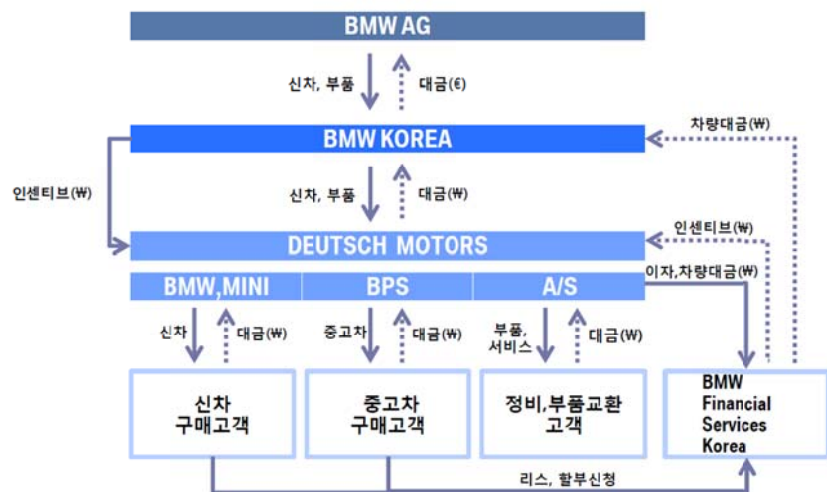 BMW AG
신차, 부품
대금(€)
차량대금(₩)
BMW KOREA
인센티브(₩)
신차, 부품
대금(₩)
인센티브(₩)
DEUTSCH MOTORS
이자,차량대금(₩)
BMW,MINI
BPS
A/S
신차
대금(₩)
중고차
대금(₩)
부품,
서비스
대금(₩)
신차
구매고객
중고차
구매고객
정비,부품교환
고객
BMW
Financial
Services
Korea
리스, 할부신청